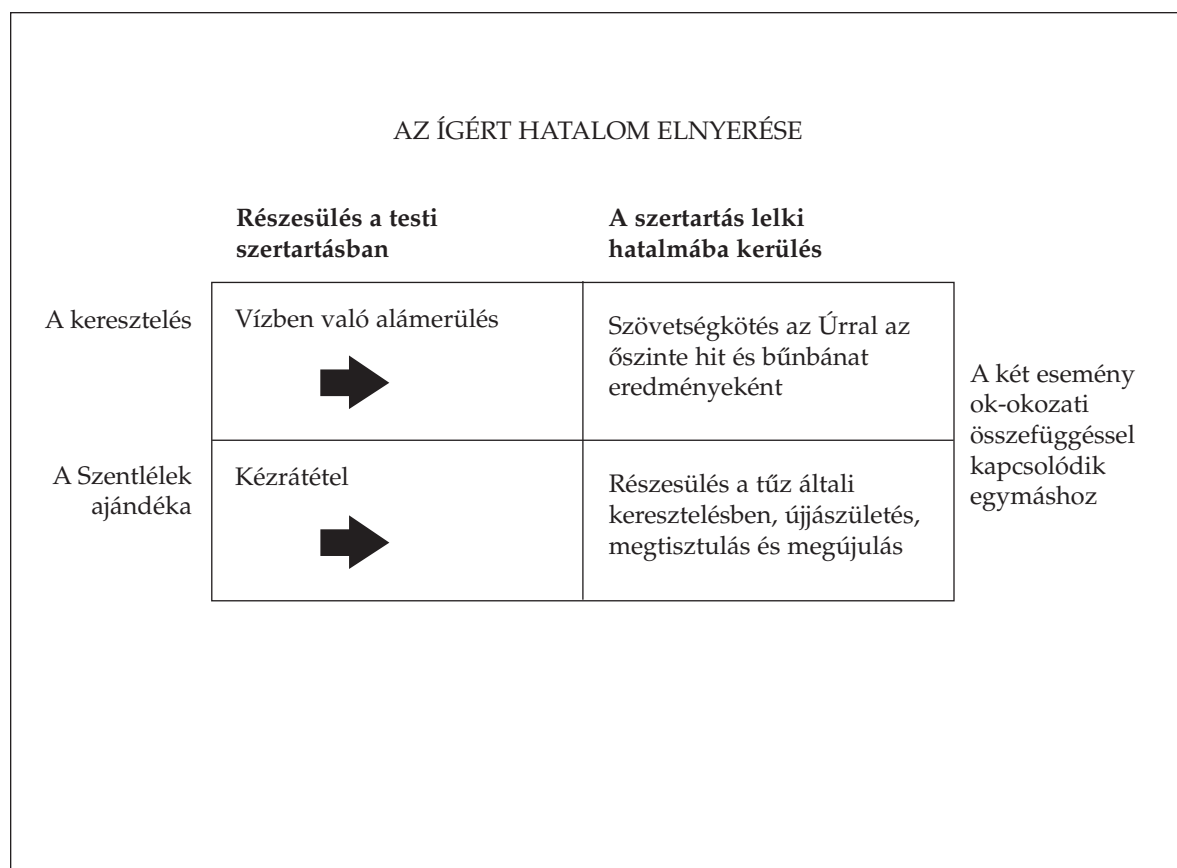 AZ ÍGÉRT HATALOM ELNYERÉSE
Részesülés a testi
szertartásban
A szertartás lelki
hatalmába kerülés
A keresztelés
Vízben való alámerülés
Szövetségkötés az Úrral az
őszinte hit és bűnbánat
eredményeként
A Szentlélek
ajándéka
Kézrátétel
Részesülés a tűz általi
keresztelésben, újjászületés,
megtisztulás és megújulás
A két esemény
ok-okozati
összefüggéssel
kapcsolódik
egymáshoz